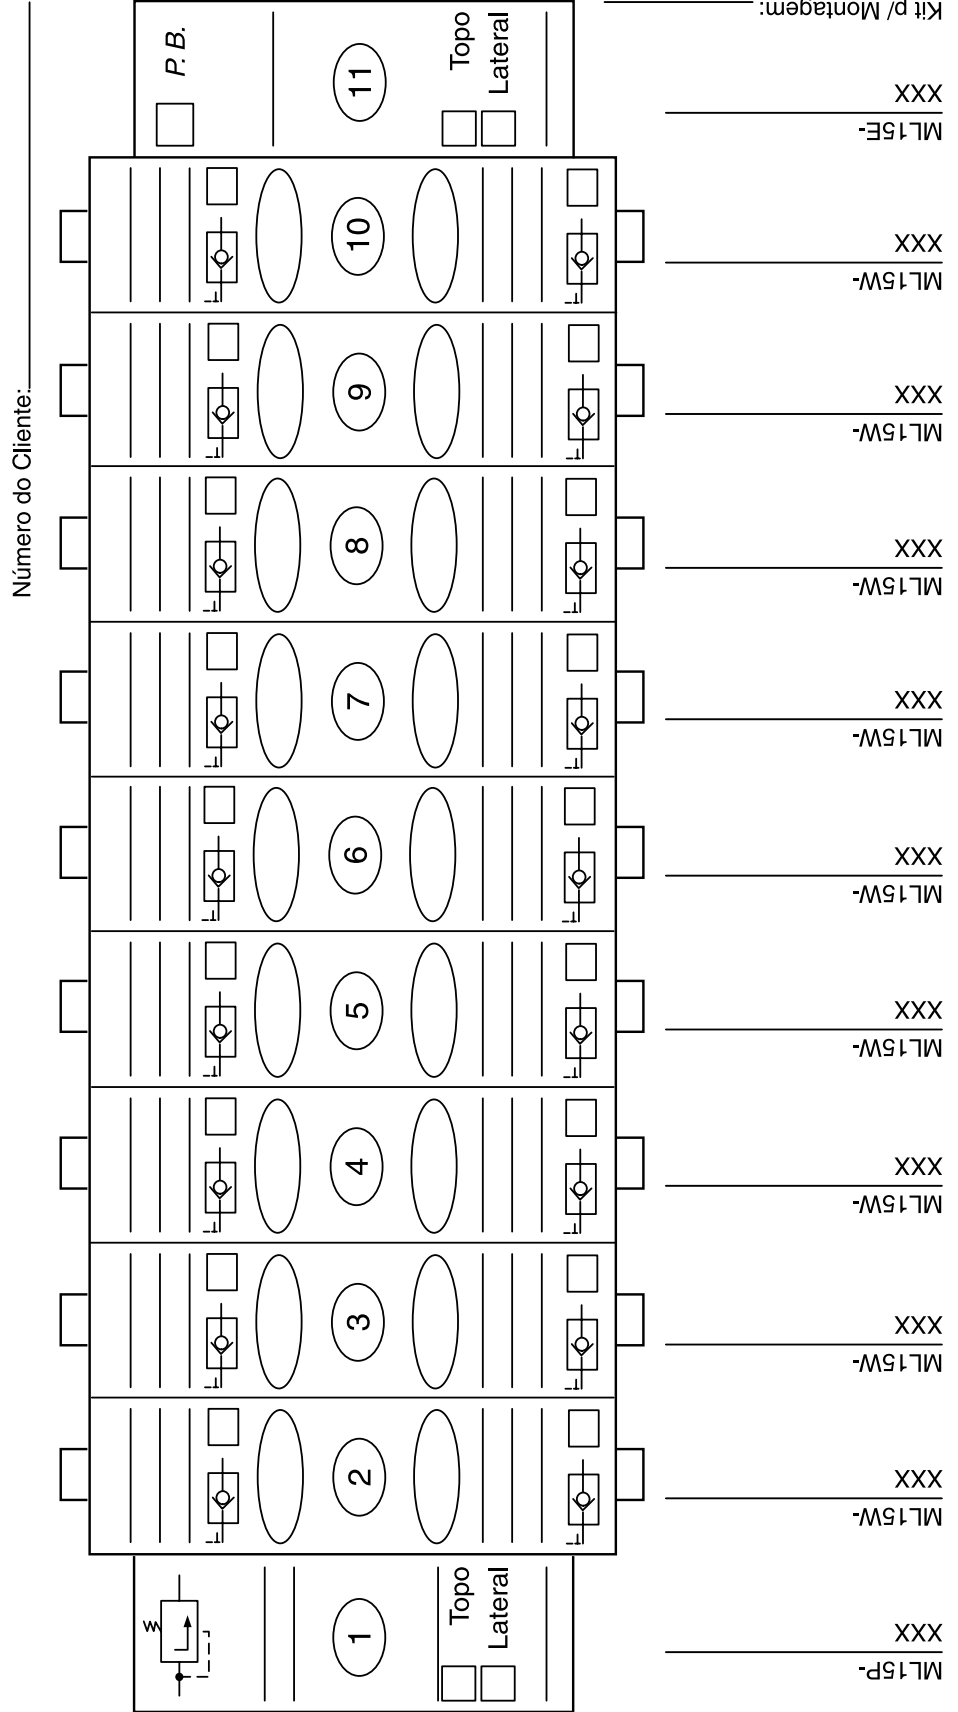 Número do Cliente:
P. B.
11
Topo
Lateral
10
9
8
7
6
5
4
3
2
1
Topo
Lateral
Kit p/ Montagem:
ML15E-
XXX
ML15W-
XXX
ML15W-
XXX
ML15W-
XXX
ML15W-
XXX
ML15W-
XXX
ML15W-
XXX
ML15W-
XXX
ML15W-
XXX
ML15W-
XXX
ML15P-
XXX